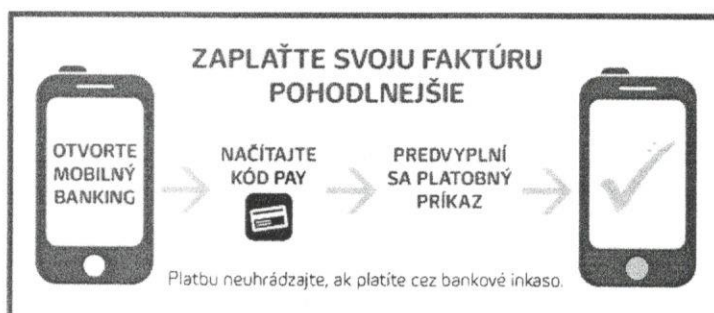 ZAPLAŤTE SVOJU FAKTÚRU
POHODLNEJŠIE
OTVORTE
MOBILNÝ
BANKING
NAČÍTAJTE
KÓD PAY
PREDVYPLNÍ
SA PLATOBNÝ
PRÍKAZ
Platbu neuhrádzajte, ak platíte cez bankové inkaso.